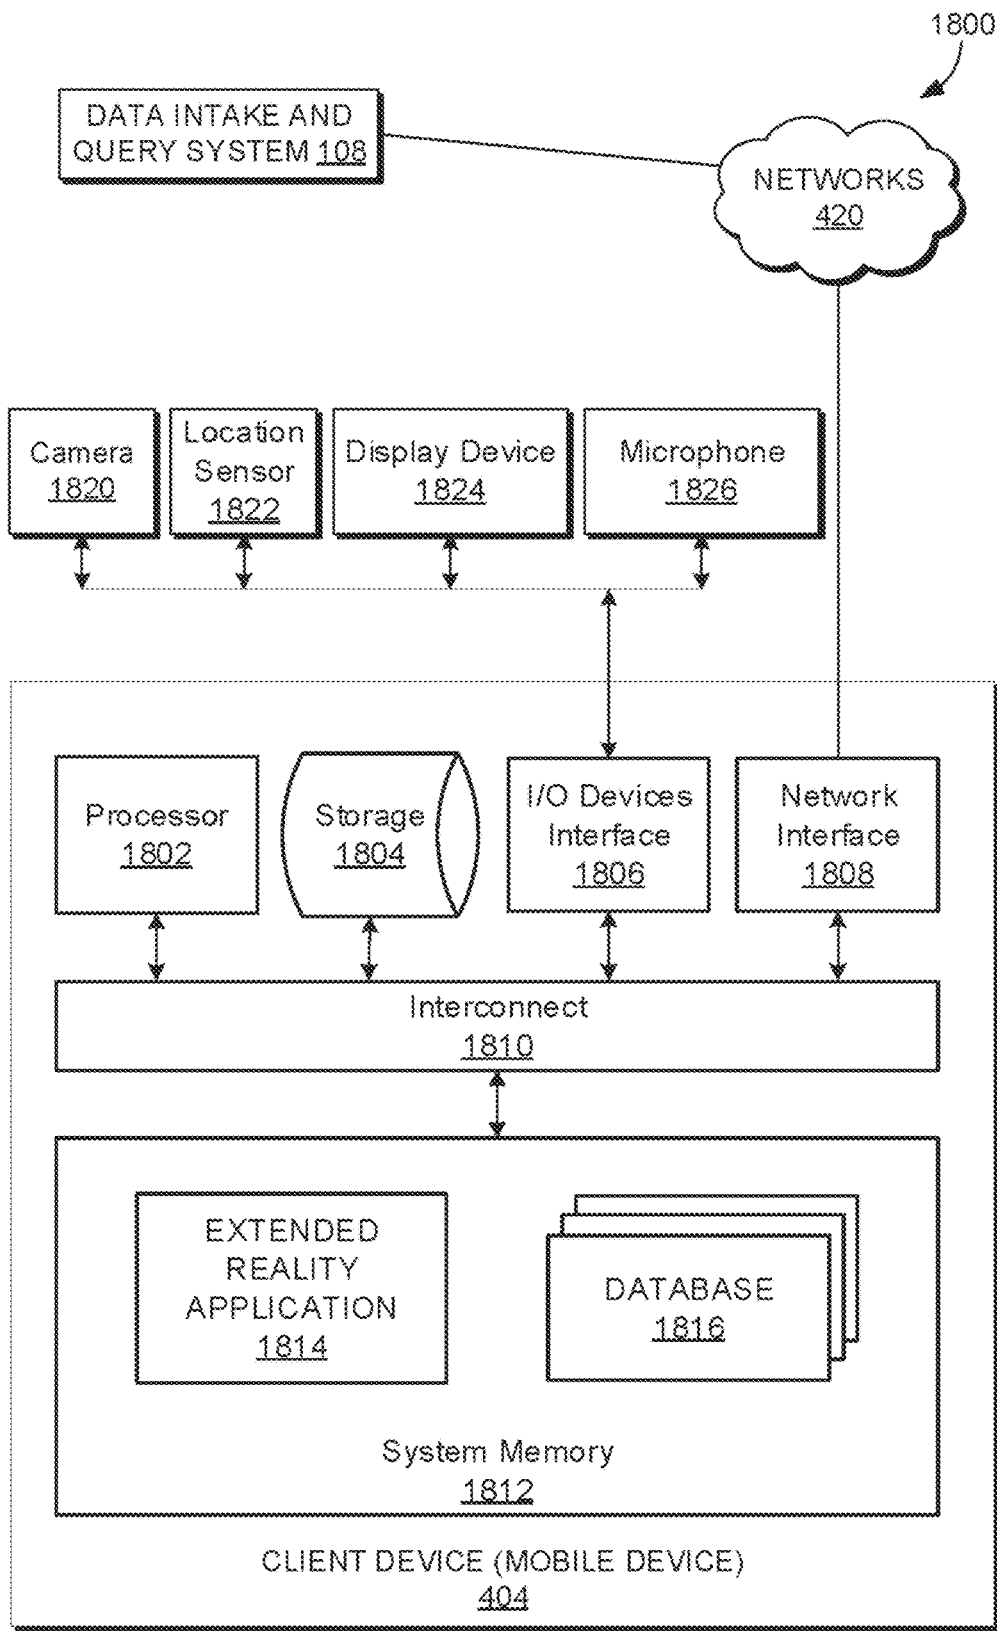 1800
DATA INTAKE AND
QUERY SYSTEM 108
NETWORKS
420
Camera
1820
Location
Sensor
1822
Display Device
1824
Microphone
1826
Processor
1802
Storage
1804
I/O Devices
Interface
1806
Network
Interface
1808
Interconnect
1810
EXTENDED
REALITY
APPLICATION
1814
DATABASE
1816
System Memory
1812
CLIENT DEVICE (MOBILE DEVICE)
404